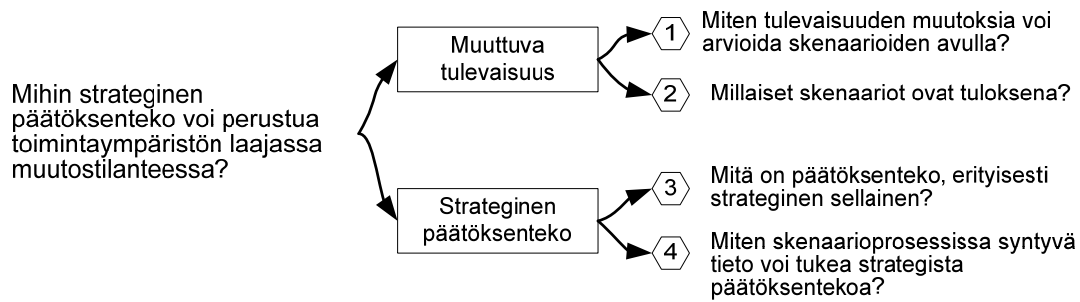 Mihin strateginen
päätöksenteko voi perustua
toimintaympäristön laajassa
muutostilanteessa?
Muuttuva
tulevaisuus
1
Miten tulevaisuuden muutoksia voi
arvioida skenaarioiden avulla?
2
Millaiset skenaariot ovat tuloksena?
Strateginen
päätöksenteko
3
Mitä on päätöksenteko, erityisesti
strateginen sellainen?
4
Miten skenaarioprosessissa syntyvä
tieto voi tukea strategista
päätöksentekoa?